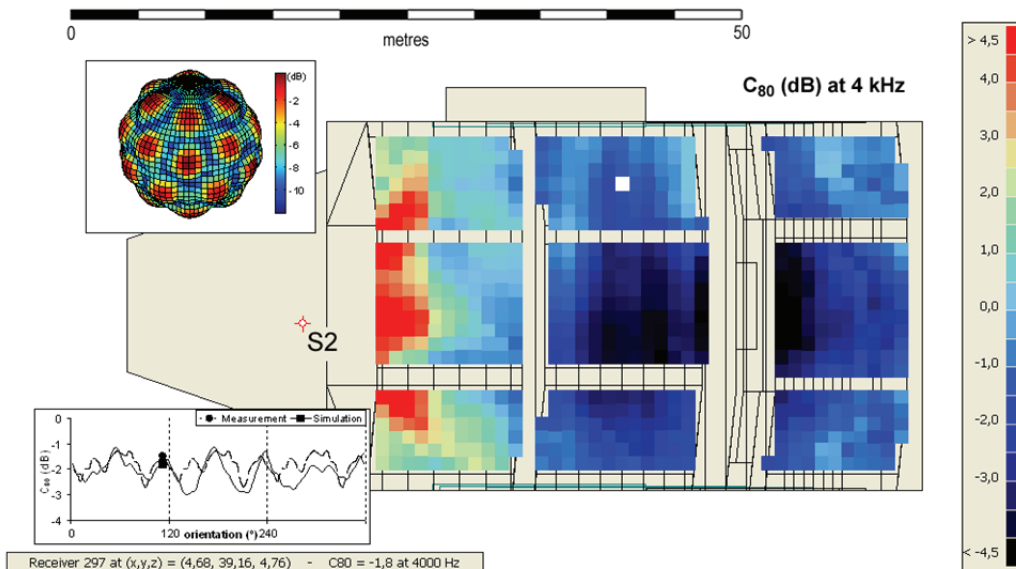 0 50
metres
C80 (dB) at 4 kHz
(dB)
-2
-4
-6
-8
-10
S2
Measurement Simulation
0
-1
-2
-3
-4
C80 (dB)
0 120 240
orientation (°)
Receiver 297 at (x,y,z) = (4,68, 39,16, 4,76) - C80 = -1,8 at 4000 Hz
> 4,5
4,0
3,0
2,0
1,0
0,0
-1,0
-2,0
-3,0
-4,0
< -4,5